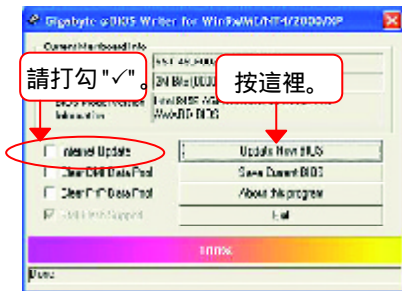 Gigabyte @BIOS Writer for Win9x/ME/NT4/2000/XP
Current Motherboard Info
請打勾"✓"。
按這裡。
Information
Internet Update
Update New BIOS
Clear DMI Data Pool
Save Current BIOS
Clear PnP Data Pool
About this program
Exit
100%
Done